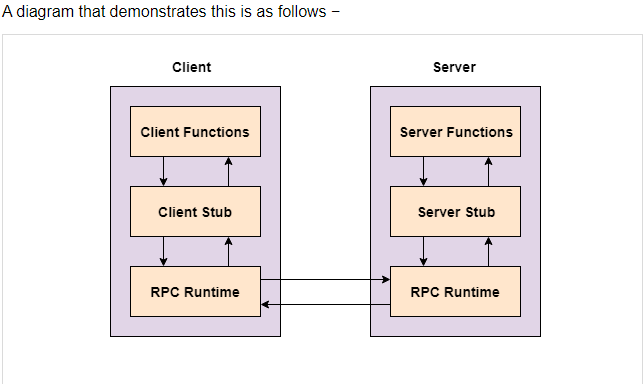 A diagram that demonstrates this is as follows −
Client
Server
Client Functions
Server Functions
Client Stub
Server Stub
RPC Runtime
RPC Runtime